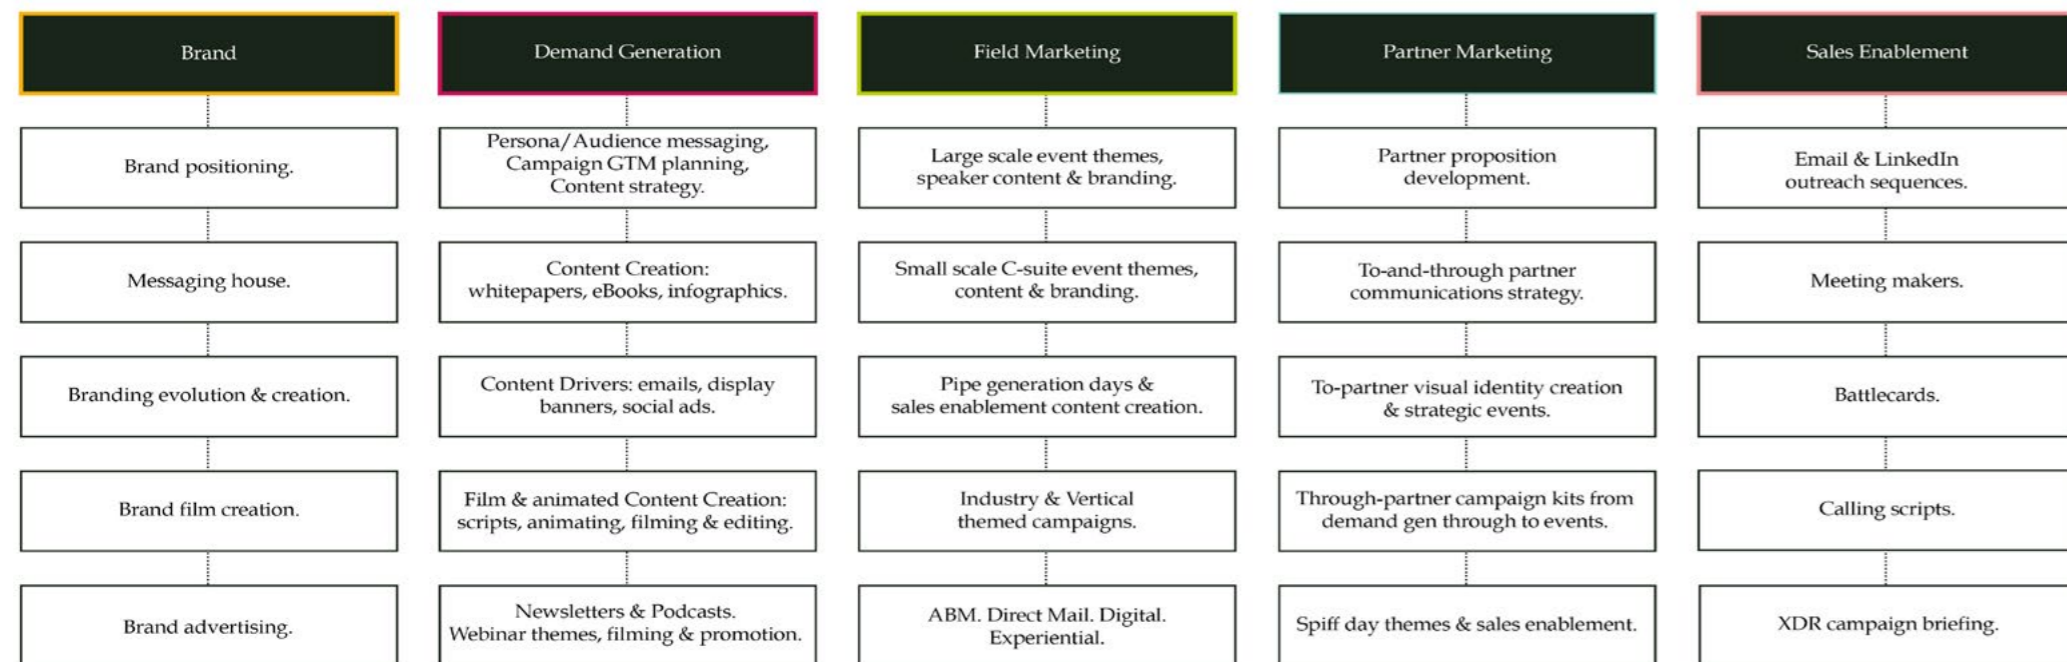 Brand
Brand positioning.
Messaging house.
Branding evolution & creation.
Brand film creation.
Brand advertising.
Demand Generation
Persona/Audience messaging,
Campaign GTM planning,
Content strategy.
Content Creation:
whitepapers, eBooks, infographics.
Content Drivers: emails, display
banners, social ads.
Film & animated Content Creation:
scripts, animating, filming & editing.
Newsletters & Podcasts.
Webinar themes, filming & promotion.
Field Marketing
Large scale event themes,
speaker content & branding.
Small scale C-suite event themes,
content & branding.
Pipe generation days &
sales enablement content creation.
Industry & Vertical
themed campaigns.
ABM. Direct Mail. Digital.
Experiential.
Partner Marketing
Partner proposition
development.
To-and-through partner
communications strategy.
To-partner visual identity creation
& strategic events.
Through-partner campaign kits from
demand gen through to events.
Spiff day themes & sales enablement.
Sales Enablement
Email & LinkedIn
outreach sequences.
Meeting makers.
Battlecards.
Calling scripts.
XDR campaign briefing.